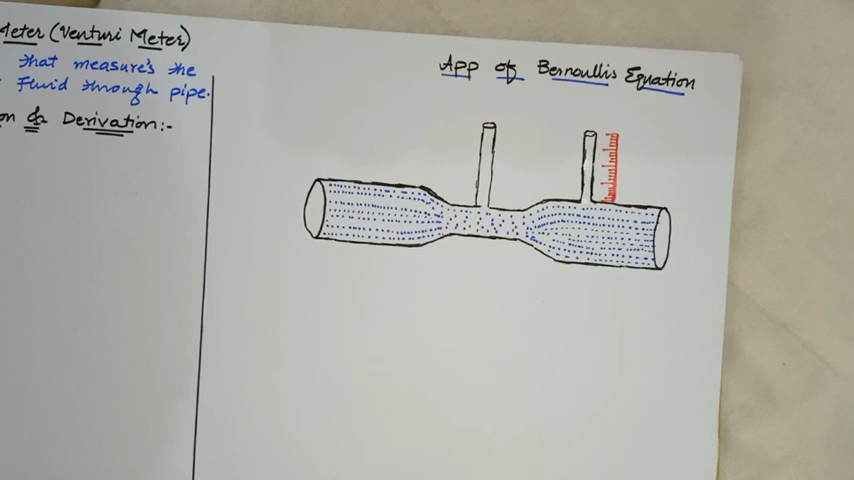 Meter (Venturi Meter)
that measure's the
Fluid through pipe.
on & Derivation:-
App of Bernoullis Equation